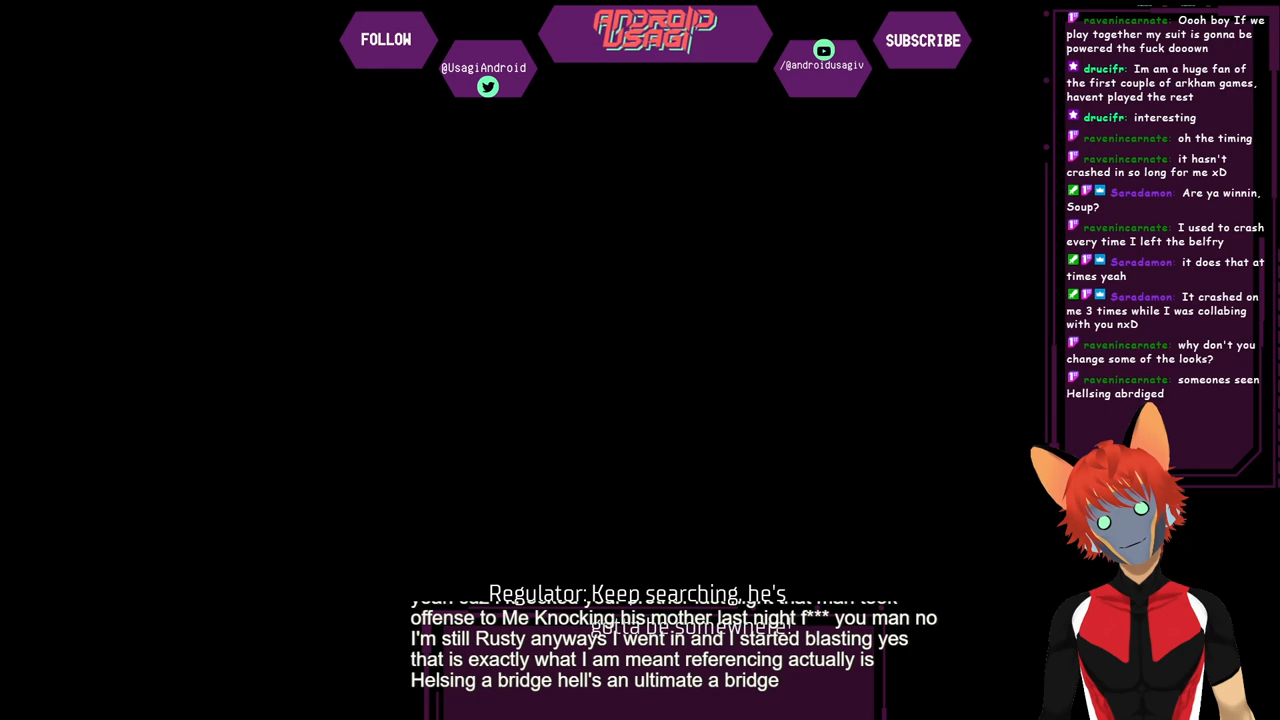 FOLLOW
@UsagiAndroid
ANDROID
USAGI
/@androidusagiv
SUBSCRIBE
ravenincarnate: Oooh boy If we
play together my suit is gonna be
powered the fuck dooown
drucifr: Im am a huge fan of
the first couple of arkham games,
havent played the rest
drucifr: interesting
ravenincarnate: oh the timing
ravenincarnate: it hasn't
crashed in so long for me xD
Saradamon: Are ya winnin,
Soup?
ravenincarnate: I used to crash
every time I left the belfry
Saradamon: it does that at
times yeah
Saradamon: It crashed on
me 3 times while I was collabing
with you nxD
ravenincarnate: why don't you
change some of the looks?
ravenincarnate: someones seen
Hellsing abrdiged
Regulator: Keep searching, he's
gotta be somewhere!
that man took
offense to Me Knocking his mother last night f*** you man no
I'm still Rusty anyways I went in and I started blasting yes
that is exactly what I am meant referencing actually is
Helsing a bridge hell's an ultimate a bridge